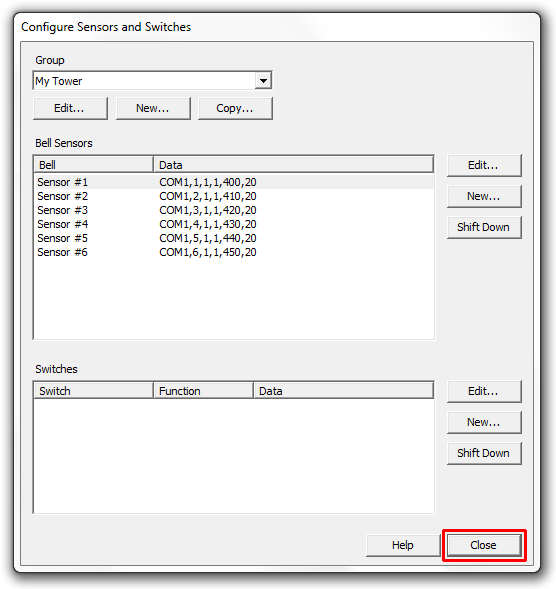 Configure Sensors and Switches
Group
My Tower
Edit... New... Copy...
Bell Sensors
Bell Data
Sensor #1 COM1,1,1,1,400,20
Sensor #2 COM1,2,1,1,410,20
Sensor #3 COM1,3,1,1,420,20
Sensor #4 COM1,4,1,1,430,20
Sensor #5 COM1,5,1,1,440,20
Sensor #6 COM1,6,1,1,450,20
Edit...
New...
Shift Down
Switches
Switch Function Data
Edit...
New...
Shift Down
Help Close